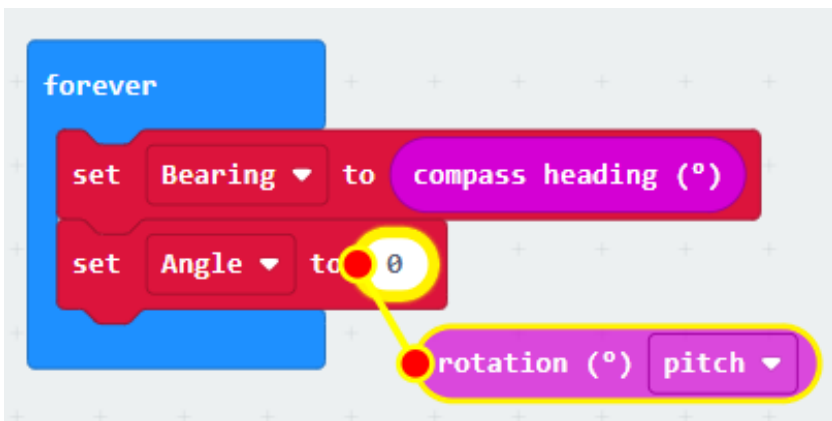 forever
set Bearing to compass heading (º)
set Angle to 0
rotation (º) pitch